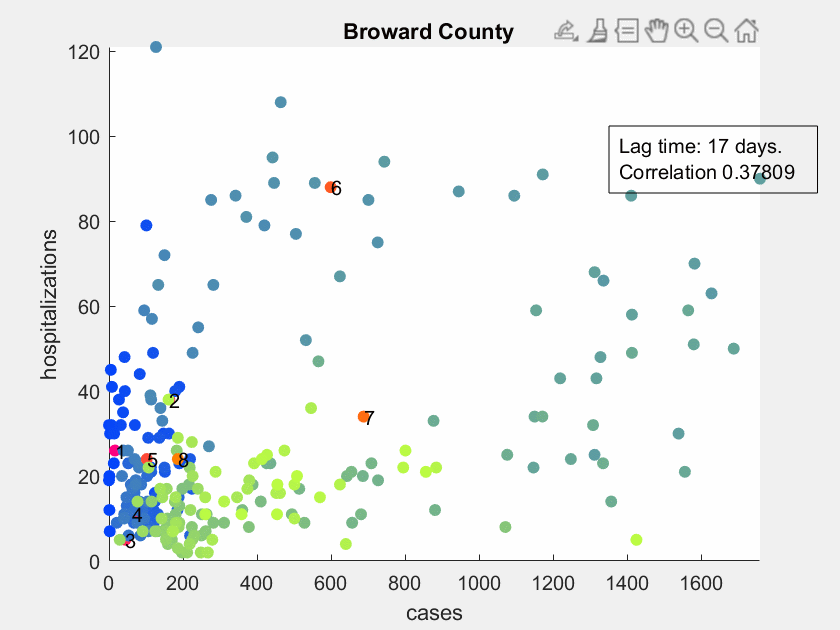 Broward County
120
100
80
60
40
20
0
hospitalizations
Lag time: 17 days.
Correlation 0.37809
6
2
7
1
5
8
4
3
0 200 400 600 800 1000 1200 1400 1600
cases